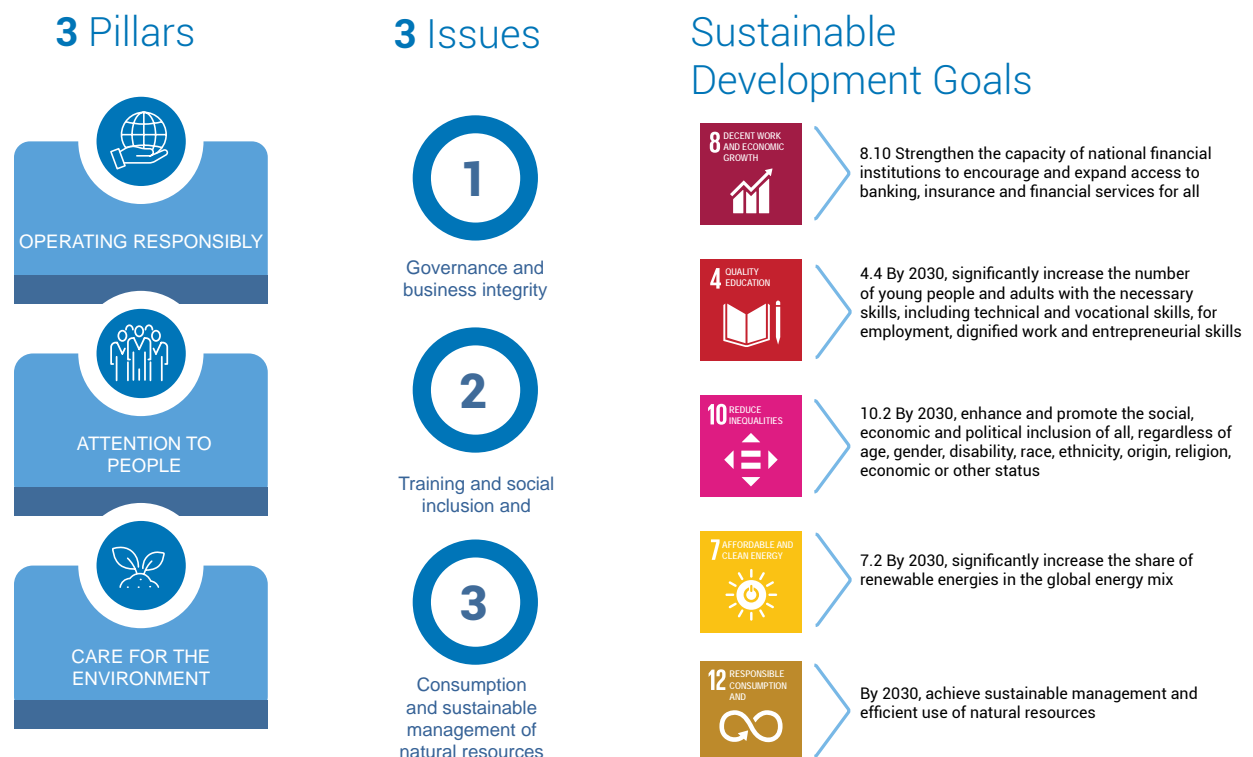 3 Pillars
OPERATING RESPONSIBLY
ATTENTION TO
PEOPLE
CARE FOR THE
ENVIRONMENT
3 Issues
1
Governance and
business integrity
2
Training and social
inclusion and
3
Consumption
and sustainable
management of
natural resources
Sustainable
Development Goals
8 DECENT WORK
AND ECONOMIC
GROWTH
8.10 Strengthen the capacity of national financial
institutions to encourage and expand access to
banking, insurance and financial services for all
4 QUALITY
EDUCATION
4.4 By 2030, significantly increase the number
of young people and adults with the necessary
skills, including technical and vocational skills, for
employment, dignified work and entrepreneurial skills
10 REDUCE
INEQUALITIES
10.2 By 2030, enhance and promote the social,
economic and political inclusion of all, regardless of
age, gender, disability, race, ethnicity, origin, religion,
economic or other status
7 AFFORDABLE AND
CLEAN ENERGY
7.2 By 2030, significantly increase the share of
renewable energies in the global energy mix
12 RESPONSIBLE
CONSUMPTION
AND
By 2030, achieve sustainable management and
efficient use of natural resources